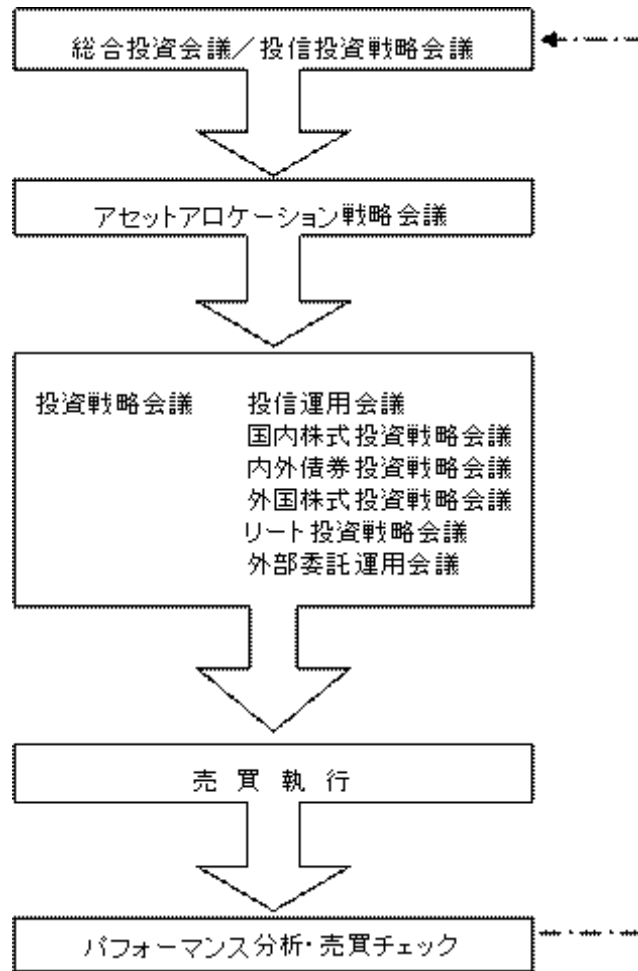 総合投資会議／投信投資戦略会議
アセットアロケーション戦略会議
投資戦略会議 投信運用会議
国内株式投資戦略会議
内外債券投資戦略会議
外国株式投資戦略会議
リート投資戦略会議
外部委託運用会議
売買執行
パフォーマンス分析・売買チェック